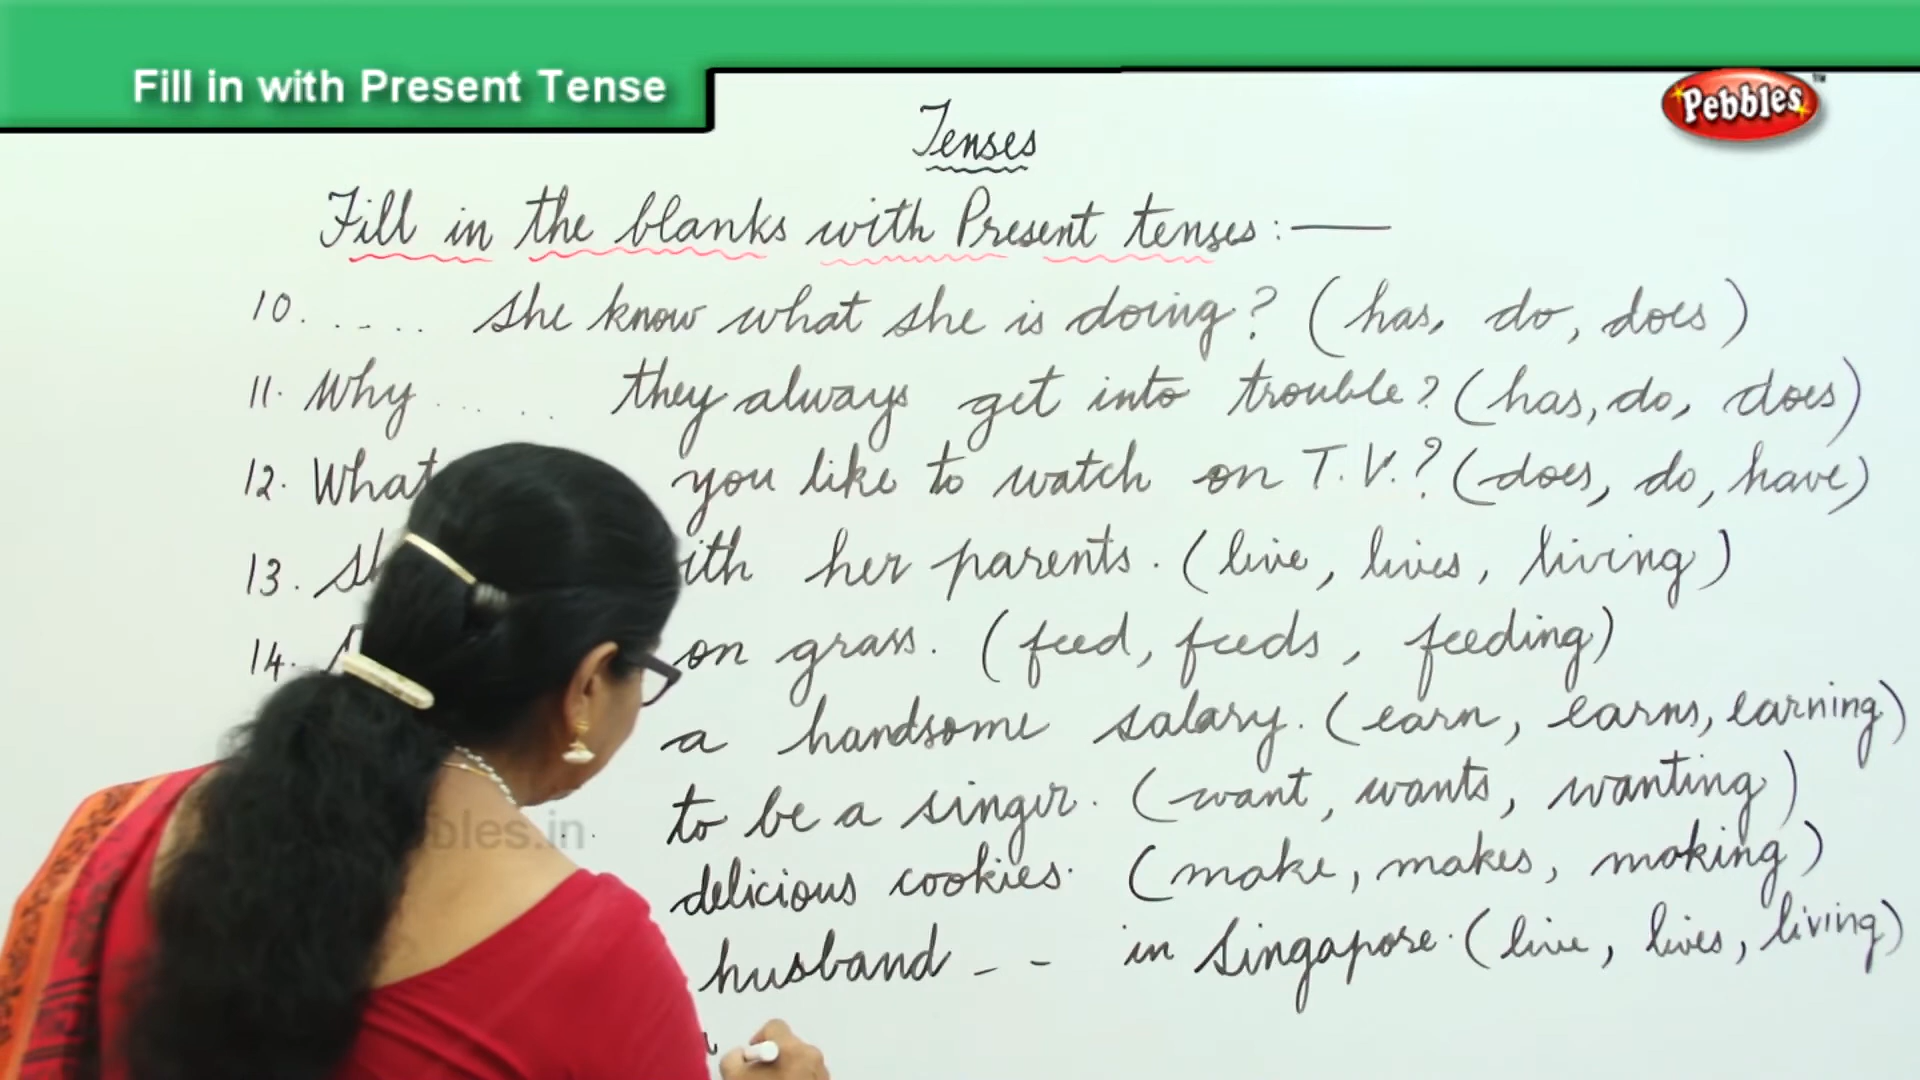 Fill in with Present Tense
Pebbles
TM
Tenses
Fill in the blanks with Present tenses:—
10. ..... she know what she is doing? (has, do, does)
11. Why ..... they always get into trouble? (has, do, does)
12. What you like to watch on T.V.? (does, do, have)
13. her parents. (live, lives, living)
14. on grass. (feed, feeds, feeding)
a handsome salary. (earn, earns, earning)
to be a singer. (want, wants, wanting)
bles.in
delicious cookies. (make, makes, making)
husband - - in Singapore. (live, lives, living)